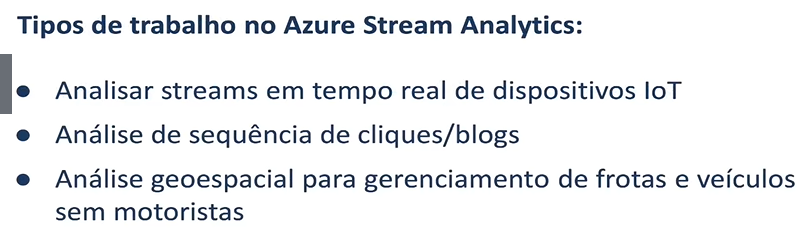 Tipos de trabalho no Azure Stream Analytics:
● Analisar streams em tempo real de dispositivos IoT
● Análise de sequência de cliques/blogs
● Análise geoespacial para gerenciamento de frotas e veículos
sem motoristas